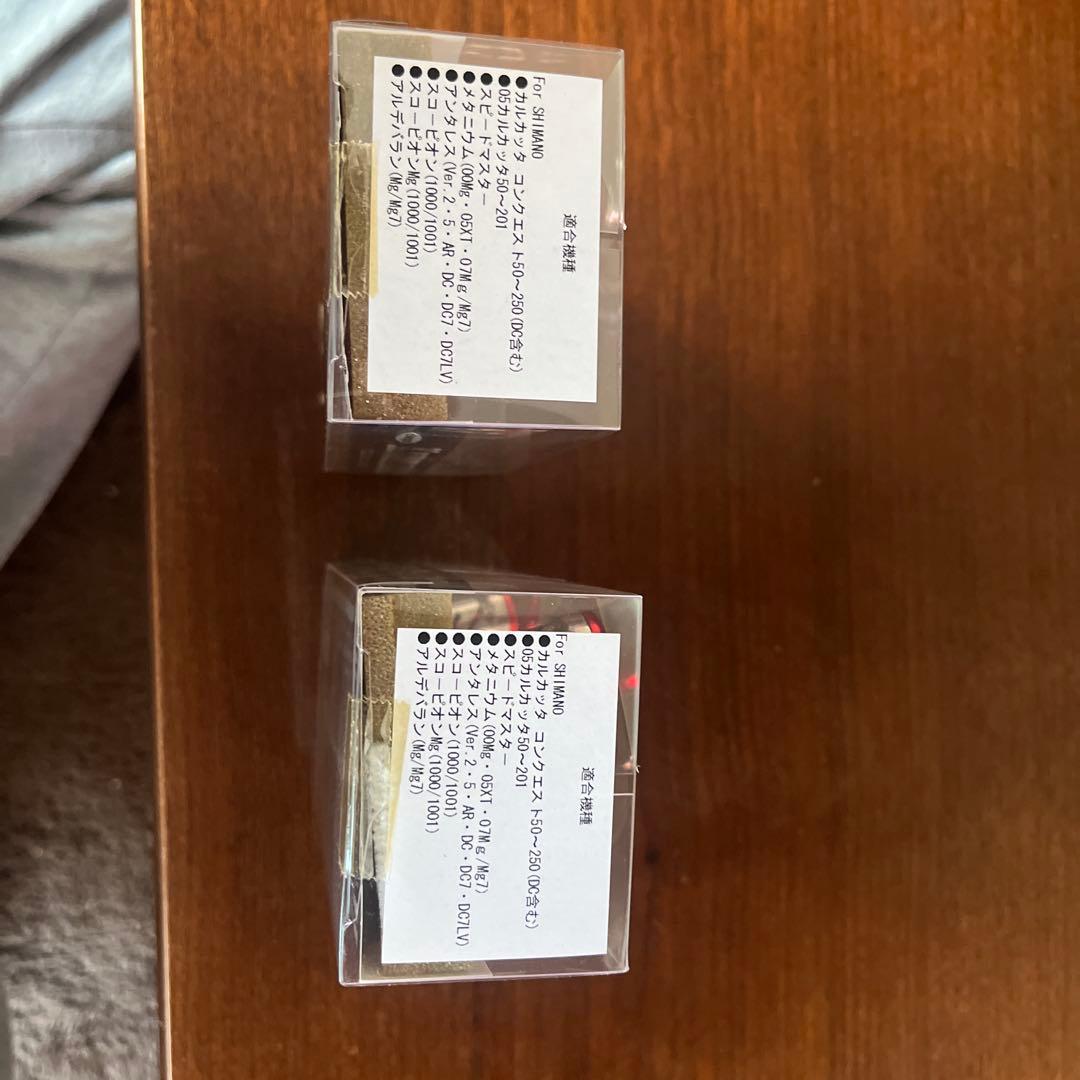 適合機種
For SHIMANO
●カルカッタ コンクエスト50～250(DC含む)
●05カルカッタ50～201
●スピードマスター
●メタニウム(00Mg・05XT・07Mg/Mg7)
●アンタレス(Ver.2・5・AR・DC・DC7・DC7LV)
●スコーピオン(1000/1001)
●スコーピオンMg(1000/1001)
●アルデバラン(Mg/Mg7)
適合機種
For SHIMANO
●カルカッタ コンクエスト50～250(DC含む)
●05カルカッタ50～201
●スピードマスター
●メタニウム(00Mg・05XT・07Mg/Mg7)
●アンタレス(Ver.2・5・AR・DC・DC7・DC7LV)
●スコーピオン(1000/1001)
●スコーピオンMg(1000/1001)
●アルデバラン(Mg/Mg7)